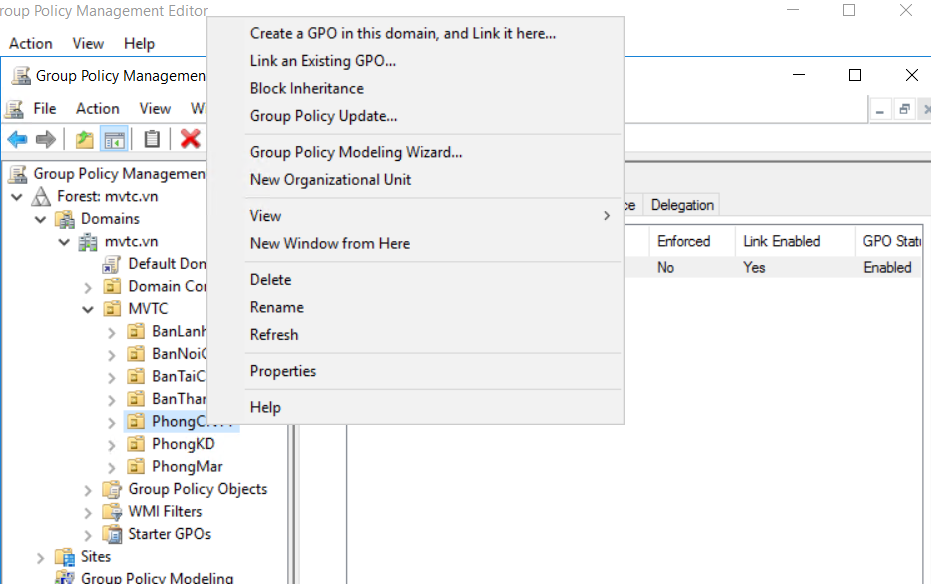 roup Policy Management Editor
Action View Help
Group Policy Managemen
File Action View W
Create a GPO in this domain, and Link it here...
Link an Existing GPO...
Block Inheritance
Group Policy Update...
Group Policy Modeling Wizard...
New Organizational Unit
View
New Window from Here
Delete
Rename
Refresh
Properties
Help
Group Policy Managemen
Forest: mvtc.vn
Domains
mvtc.vn
Default Don
Domain Co
MVTC
BanLanh
BanNoi
BanTaiC
BanThan
PhongC
PhongKD
PhongMar
Group Policy Objects
WMI Filters
Starter GPOs
Sites
Group Policy Modeling
ce Delegation
Enforced Link Enabled GPO Stat
No Yes Enabled